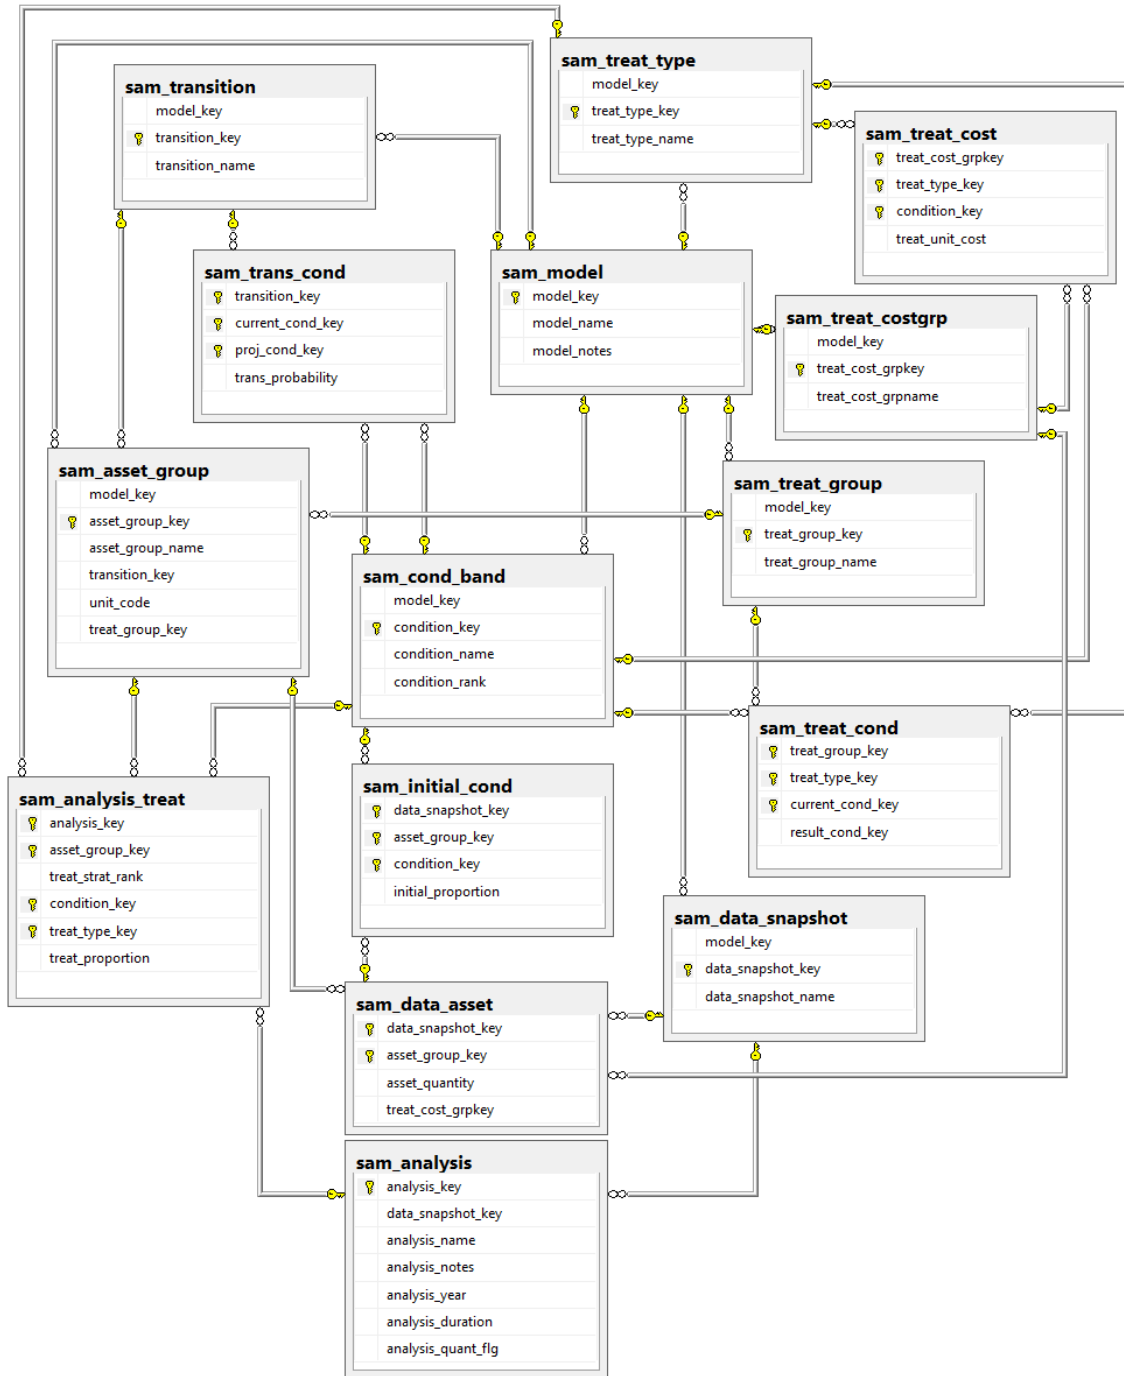 sam_treat_type
model_key
treat_type_key
treat_type_name
sam_transition
model_key
transition_key
transition_name
sam_treat_cost
treat_cost_grpkey
treat_type_key
condition_key
treat_unit_cost
sam_trans_cond
transition_key
current_cond_key
proj_cond_key
trans_probability
sam_model
model_key
model_name
model_notes
sam_treat_costgrp
model_key
treat_cost_grpkey
treat_cost_grpname
sam_asset_group
model_key
asset_group_key
asset_group_name
transition_key
unit_code
treat_group_key
sam_treat_group
model_key
treat_group_key
treat_group_name
sam_cond_band
model_key
condition_key
condition_name
condition_rank
sam_treat_cond
treat_group_key
treat_type_key
current_cond_key
result_cond_key
sam_initial_cond
data_snapshot_key
asset_group_key
condition_key
initial_proportion
sam_analysis_treat
analysis_key
asset_group_key
treat_strat_rank
condition_key
treat_type_key
treat_proportion
sam_data_snapshot
model_key
data_snapshot_key
data_snapshot_name
sam_data_asset
data_snapshot_key
asset_group_key
asset_quantity
treat_cost_grpkey
sam_analysis
analysis_key
data_snapshot_key
analysis_name
analysis_notes
analysis_year
analysis_duration
analysis_quant_flg